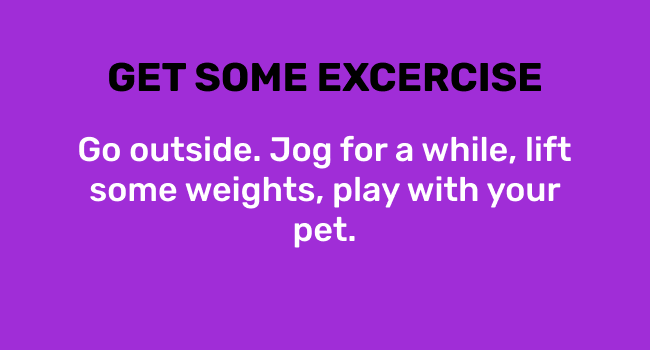 GET SOME EXCERCISE
Go outside. Jog for a while, lift
some weights, play with your
pet.